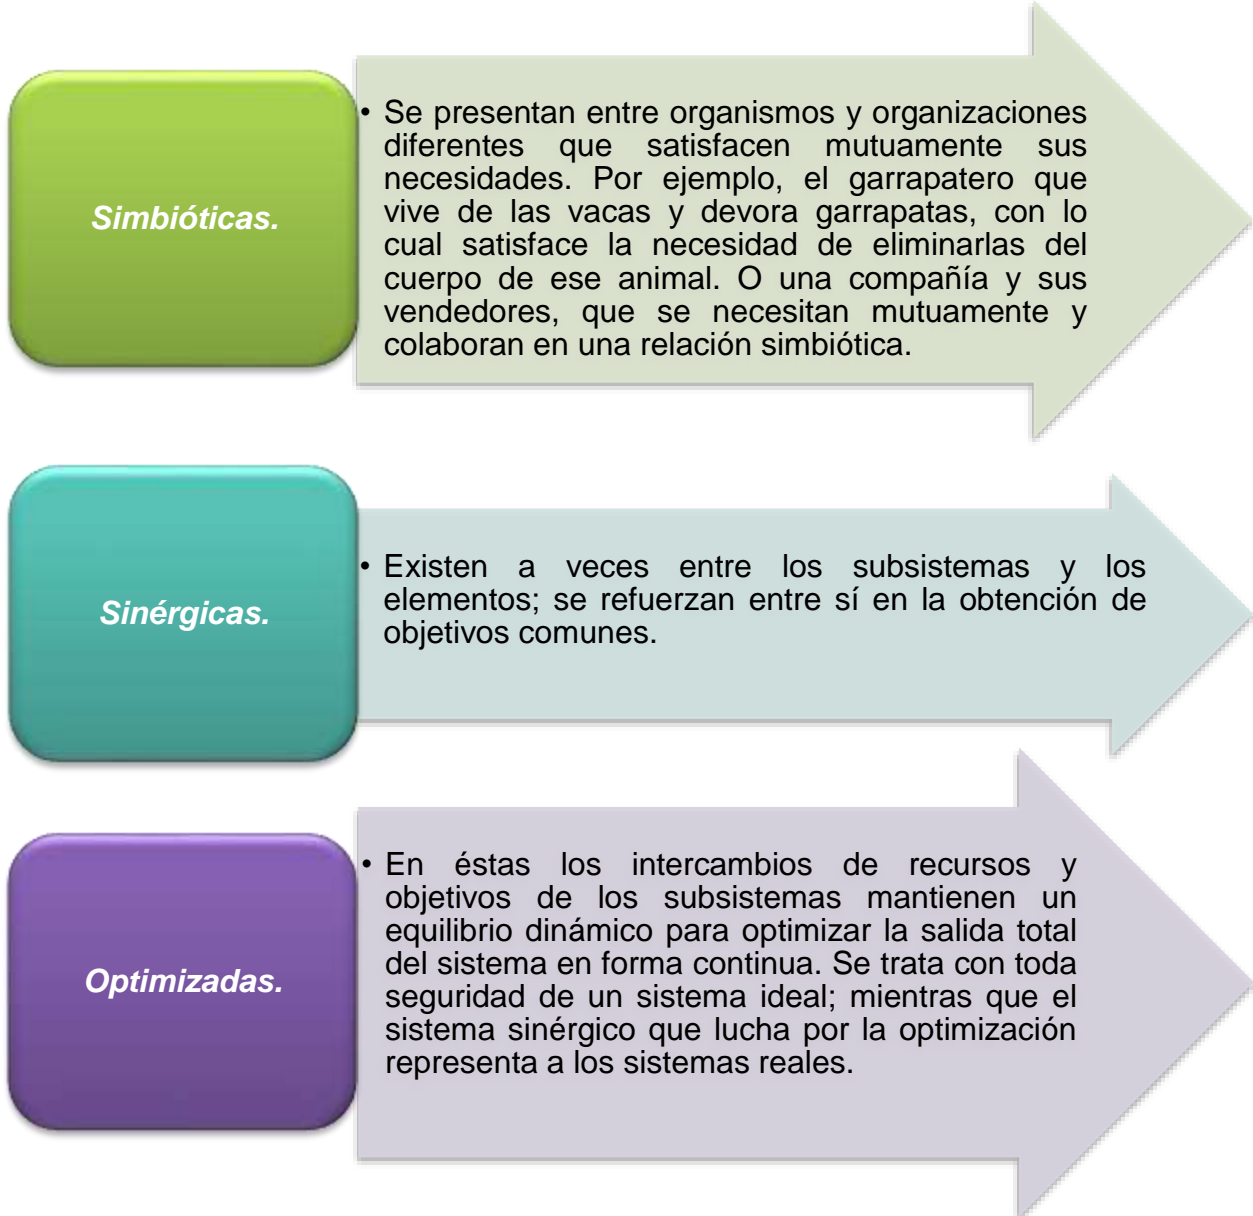 Simbióticas.
• Se presentan entre organismos y organizaciones
diferentes que satisfacen mutuamente sus
necesidades. Por ejemplo, el garrapatero que
vive de las vacas y devora garrapatas, con lo
cual satisface la necesidad de eliminarlas del
cuerpo de ese animal. O una compañía y sus
vendedores, que se necesitan mutuamente y
colaboran en una relación simbiótica.
Sinérgicas.
• Existen a veces entre los subsistemas y los
elementos; se refuerzan entre sí en la obtención de
objetivos comunes.
Optimizadas.
• En éstas los intercambios de recursos y
objetivos de los subsistemas mantienen un
equilibrio dinámico para optimizar la salida total
del sistema en forma continua. Se trata con toda
seguridad de un sistema ideal; mientras que el
sistema sinérgico que lucha por la optimización
representa a los sistemas reales.